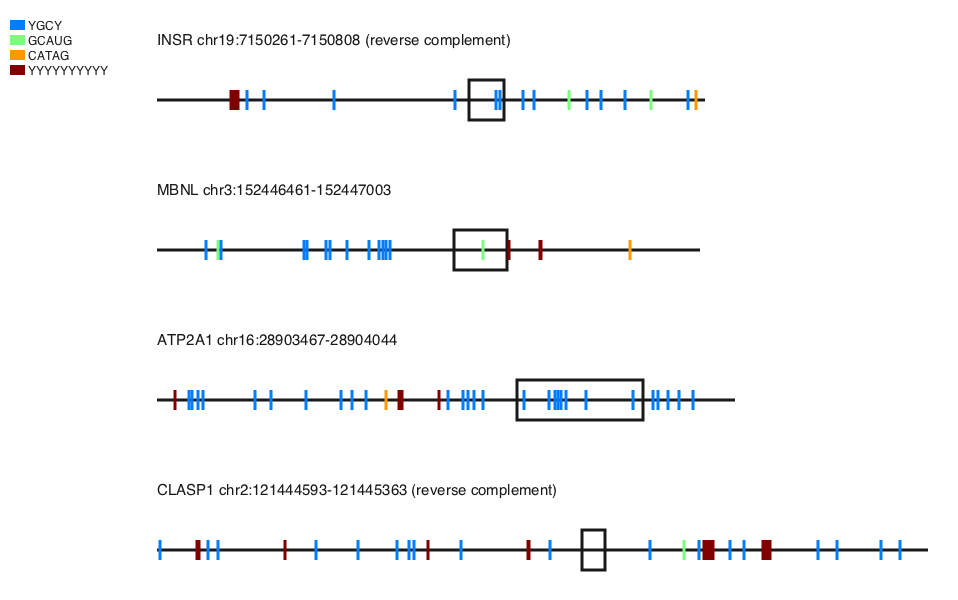 YGCY
GCAUG
CATAG
YYYYYYYYYY
INSR chr19:7150261-7150808 (reverse complement)
MBNL chr3:152446461-152447003
ATP2A1 chr16:28903467-28904044
CLASP1 chr2:121444593-121445363 (reverse complement)